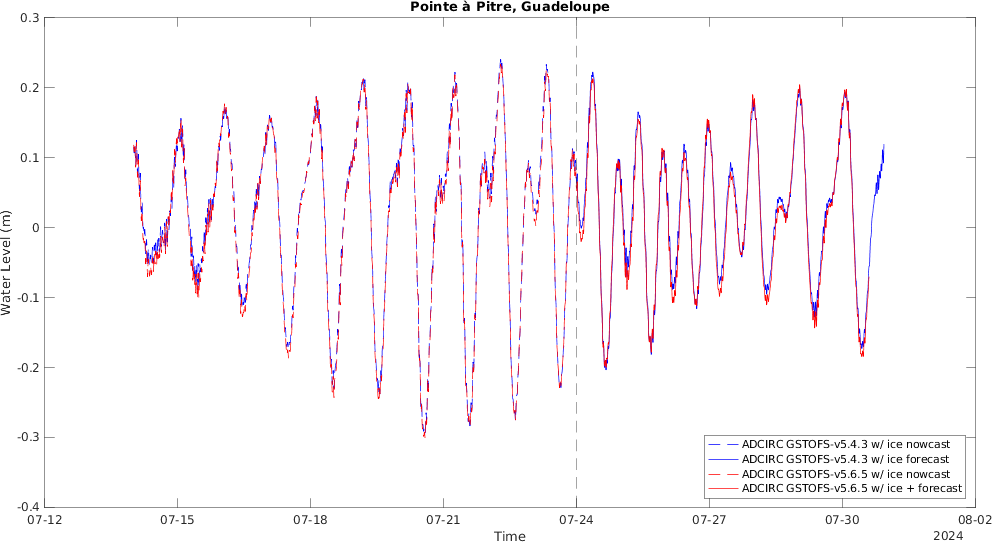 Pointe à Pitre, Guadeloupe
0.3
0.2
0.1
0
-0.1
-0.2
-0.3
-0.4
Water Level (m)
07-12
07-15
07-18
07-21
07-24
07-27
07-30
08-02
Time
2024
ADCIRC GSTOFS-v5.4.3 w/ ice nowcast
ADCIRC GSTOFS-v5.4.3 w/ ice forecast
ADCIRC GSTOFS-v5.6.5 w/ ice nowcast
ADCIRC GSTOFS-v5.6.5 w/ ice + forecast